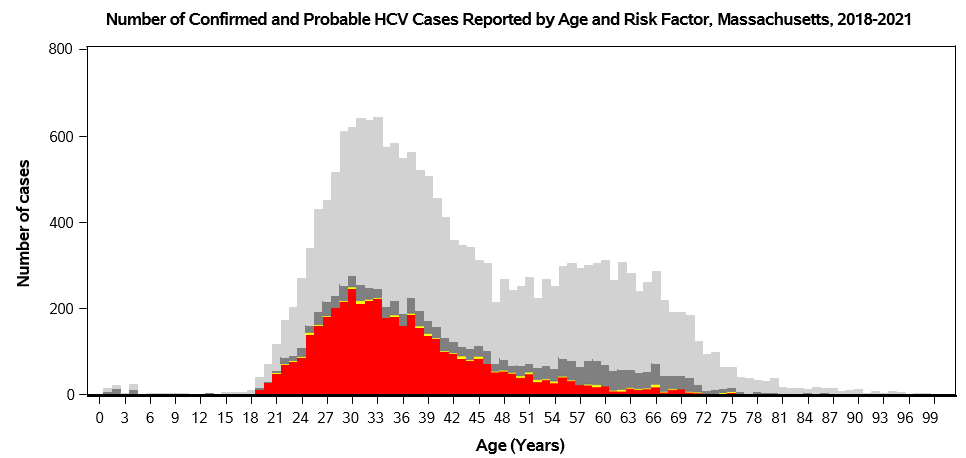 Number of Confirmed and Probable HCV Cases Reported by Age and Risk Factor, Massachusetts, 2018-2021
800
600
400
200
0
Number of cases
0 3 6 9 12 15 18 21 24 27 30 33 36 39 42 45 48 51 54 57 60 63 66 69 72 75 78 81 84 87 90 93 96 99
Age (Years)